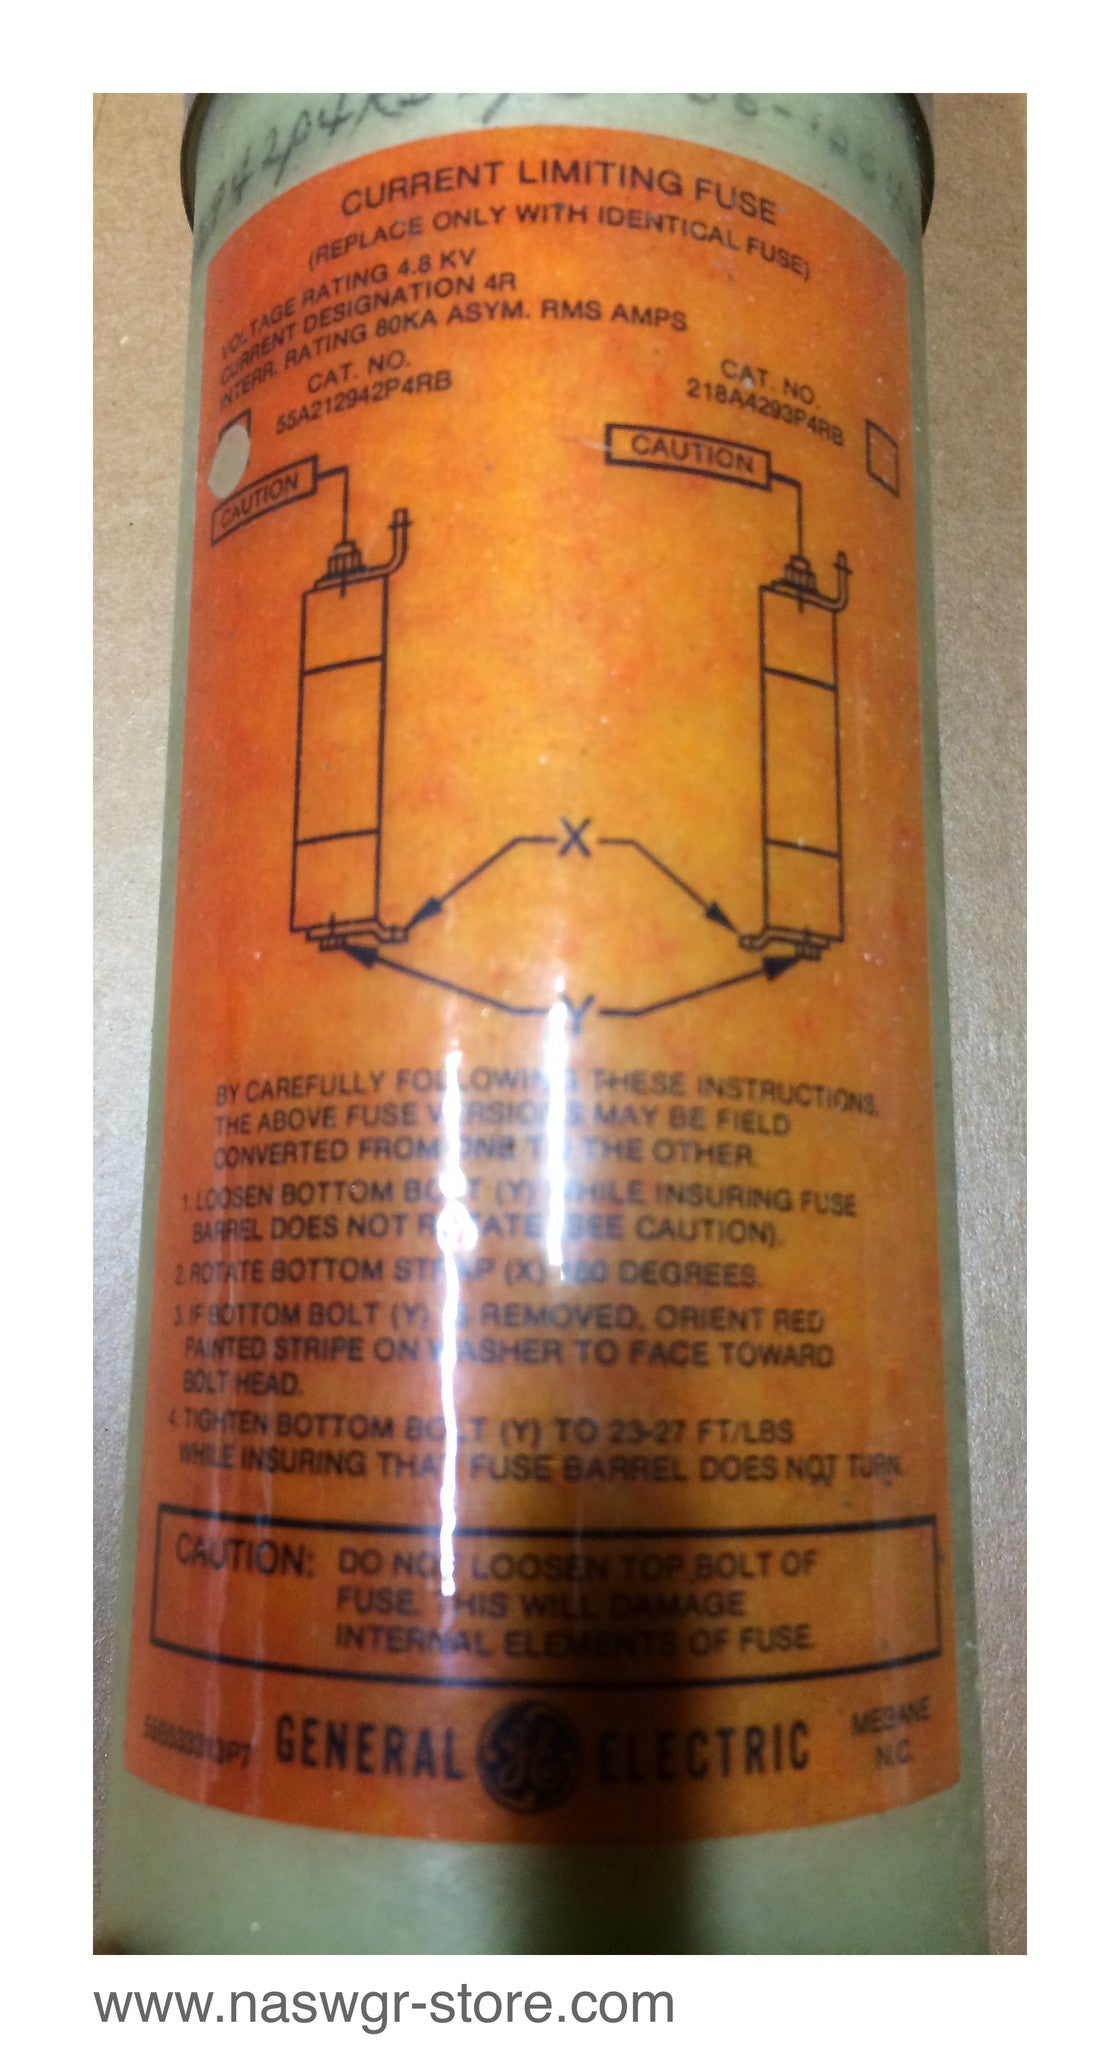 CURRENT LIMITING FUSE
(REPLACE ONLY WITH IDENTICAL FUSE)
VOLTAGE RATING 4.8 KV
CURRENT DESIGNATION 4R
INTERR. RATING 80KA ASYM. RMS AMPS
CAT. NO.
55A212942P4RB
CAT. NO.
218A4293P4RB
CAUTION
CAUTION
X
Y
BY CAREFULLY FOLLOWING THESE INSTRUCTIONS,
THE ABOVE FUSE VERSIONS MAY BE FIELD
CONVERTED FROM ONE TO THE OTHER.
1. LOOSEN BOTTOM BOLT (Y) WHILE INSURING FUSE
BARREL DOES NOT ROTATE (SEE CAUTION).
2. ROTATE BOTTOM STRAP (X) 180 DEGREES.
3. IF BOTTOM BOLT (Y) IS REMOVED, ORIENT RED
PAINTED STRIPE ON WASHER TO FACE TOWARD
BOLT HEAD.
4. TIGHTEN BOTTOM BOLT (Y) TO 23-27 FT/LBS
WHILE INSURING THAT FUSE BARREL DOES NOT TURN.
CAUTION: DO NOT LOOSEN TOP BOLT OF
FUSE. THIS WILL DAMAGE
INTERNAL ELEMENTS OF FUSE.
GENERAL GE ELECTRIC
MEBANE
N.C.
www.naswgr-store.com